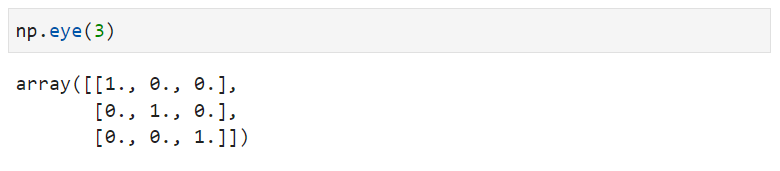 np.eye(3)
array([[1., 0., 0.],
       [0., 1., 0.],
       [0., 0., 1.]])